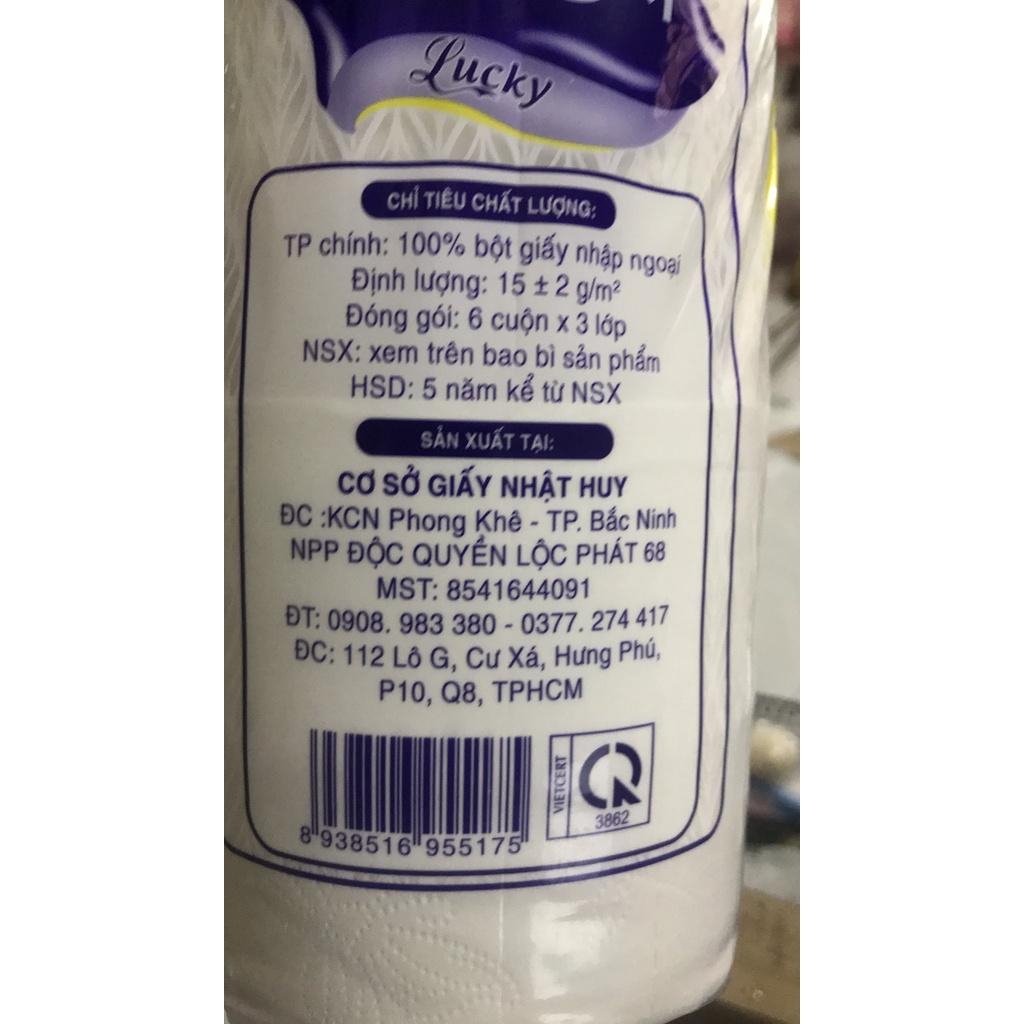 Lucky
CHỈ TIÊU CHẤT LƯỢNG:
TP chính: 100% bột giấy nhập ngoại
Định lượng: 15 ± 2 g/m²
Đóng gói: 6 cuộn x 3 lớp
NSX: xem trên bao bì sản phẩm
HSD: 5 năm kể từ NSX
SẢN XUẤT TẠI:
CƠ SỞ GIẤY NHẬT HUY
ĐC :KCN Phong Khê - TP. Bắc Ninh
NPP ĐỘC QUYỀN LỘC PHÁT 68
MST: 8541644091
ĐT: 0908. 983 380 - 0377. 274 417
ĐC: 112 Lô G, Cư Xá, Hưng Phú,
P10, Q8, TPHCM
VIETCERT
3862
8 938516 955175